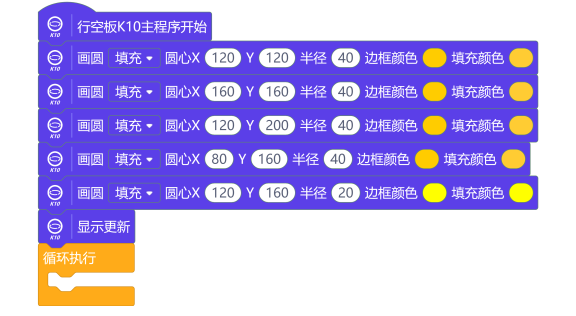 K10 行空板K10主程序开始
K10 画圆 填充 圆心X 120 Y 120 半径 40 边框颜色 填充颜色
K10 画圆 填充 圆心X 160 Y 160 半径 40 边框颜色 填充颜色
K10 画圆 填充 圆心X 120 Y 200 半径 40 边框颜色 填充颜色
K10 画圆 填充 圆心X 80 Y 160 半径 40 边框颜色 填充颜色
K10 画圆 填充 圆心X 120 Y 160 半径 20 边框颜色 填充颜色
K10 显示更新
循环执行